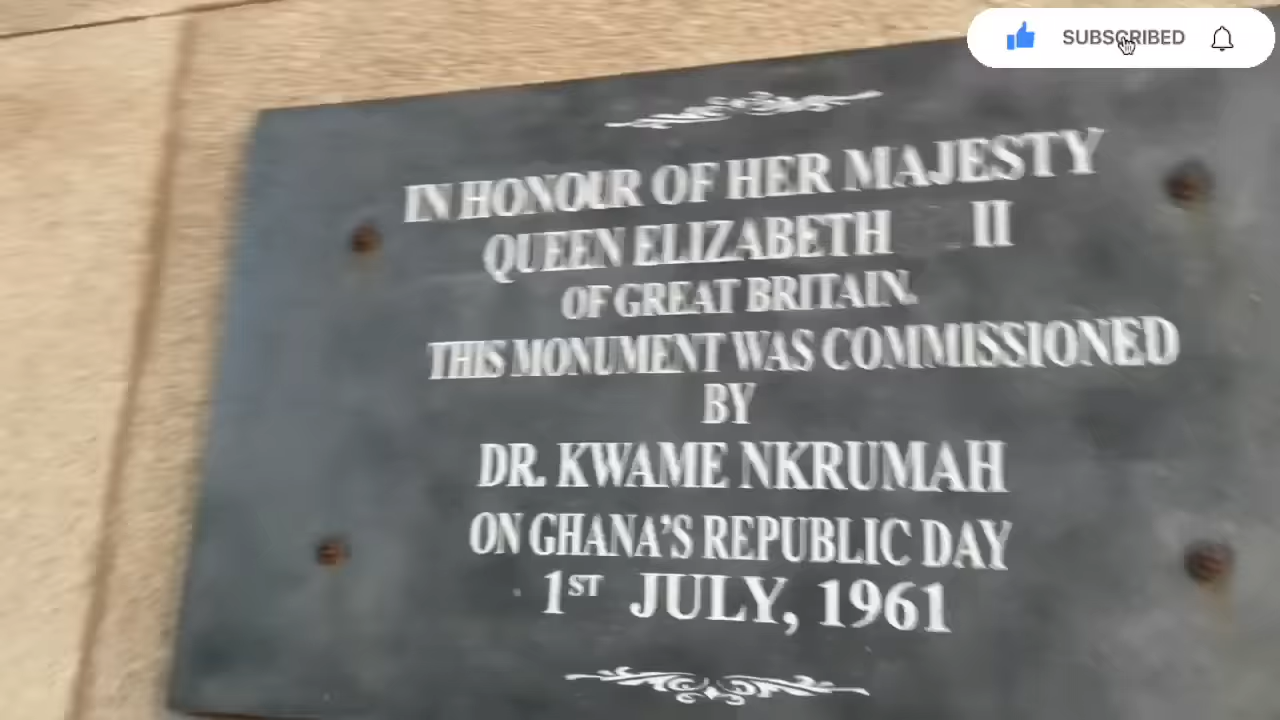 SUBSCRIBED
IN HONOUR OF HER MAJESTY
QUEEN ELIZABETH II
OF GREAT BRITAIN.
THIS MONUMENT WAS COMMISSIONED
BY
DR. KWAME NKRUMAH
ON GHANA'S REPUBLIC DAY
1ST JULY, 1961